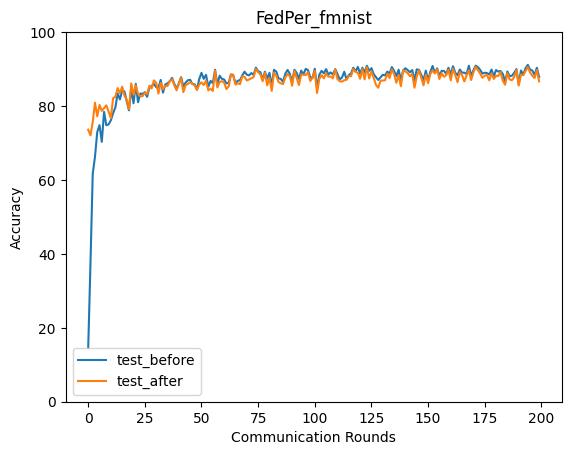 FedPer_fmnist
Accuracy
100
80
60
40
20
0
test_before
test_after
0 25 50 75 100 125 150 175 200
Communication Rounds